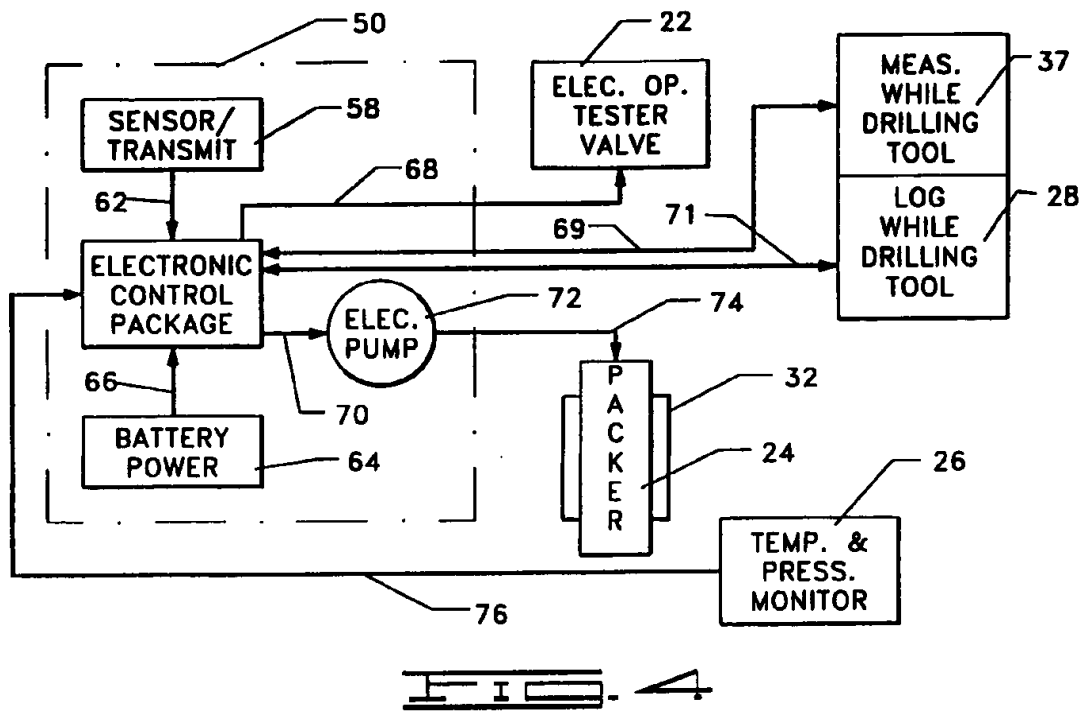 50
22
ELEC. OP.
TESTER
VALVE
MEAS.
WHILE
DRILLING
TOOL
37
SENSOR/
TRANSMIT
58
68
62
LOG
WHILE
DRILLING
TOOL
28
69
71
ELECTRONIC
CONTROL
PACKAGE
ELEC.
PUMP
72
74
66
70
PACKER
32
24
BATTERY
POWER
64
26
TEMP. &
PRESS.
MONITOR
76
FIG. 4